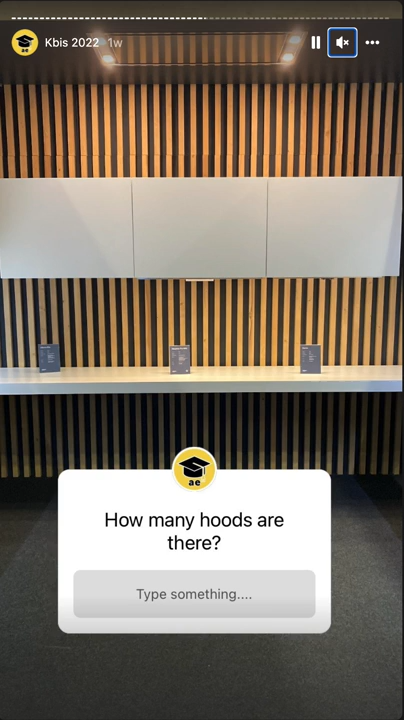 Kbis 2022 1w
ae
How many hoods are
there?
Type something....